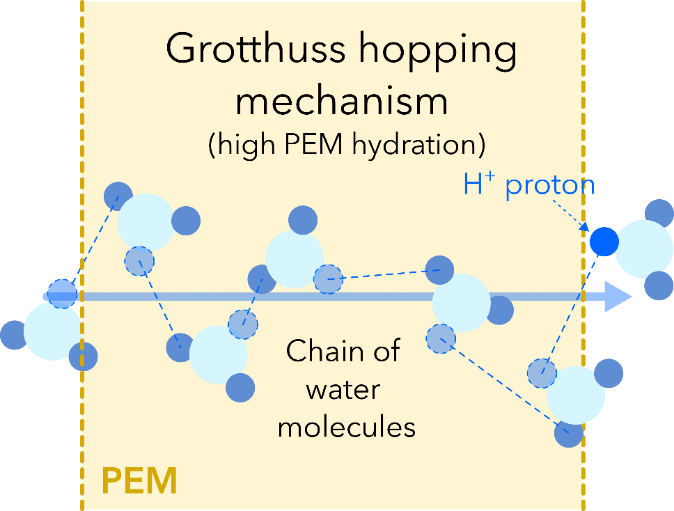 Grotthuss hopping
mechanism
(high PEM hydration)
H⁺ proton
Chain of
water
molecules
PEM